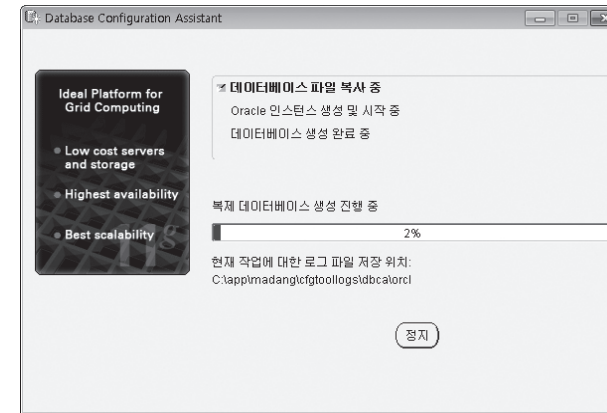 Database Configuration Assistant
Ideal Platform for
Grid Computing
Low cost servers
and storage
Highest availability
Best scalability
데이터베이스 파일 복사 중
Oracle 인스턴스 생성 및 시작 중
데이터베이스 생성 완료 중
복제 데이터베이스 생성 진행 중
2%
현재 작업에 대한 로그 파일 저장 위치:
C:\app\madang\cfgtoollogs\dbca\orcl
정지